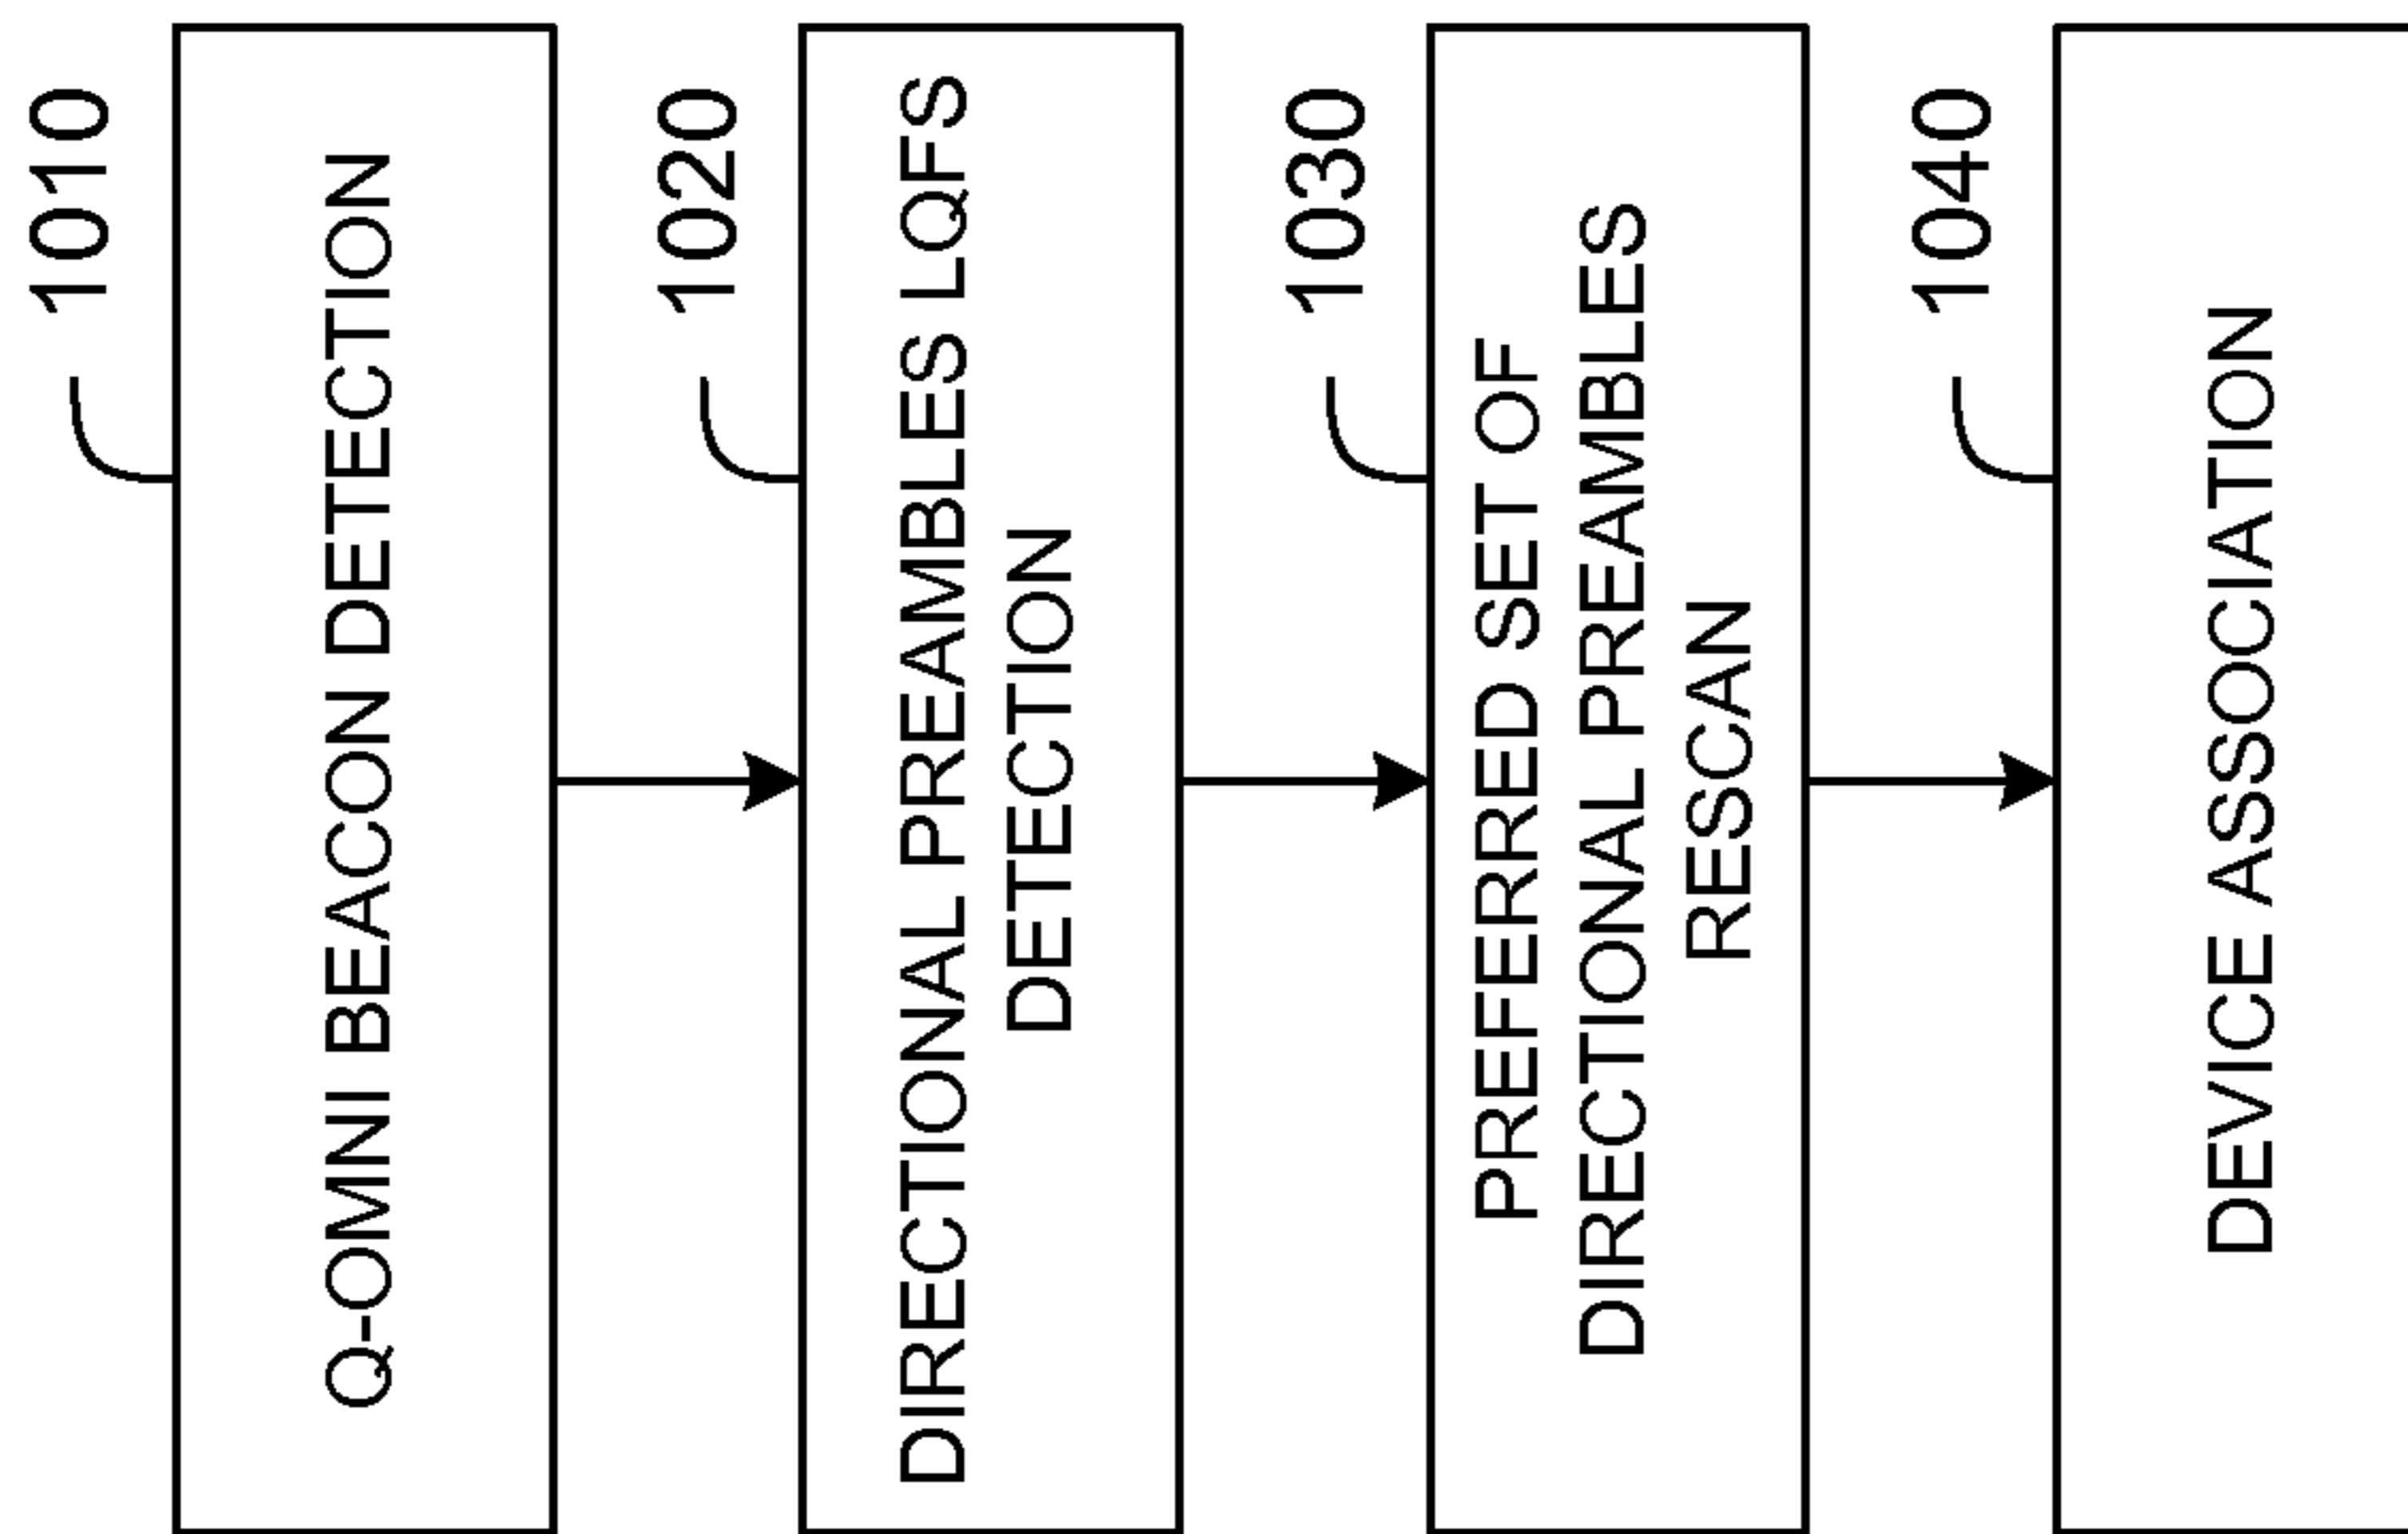 1010
Q-OMNI BEACON DETECTION
1020
DIRECTIONAL PREAMBLES LQFS
DETECTION
1030
PREFERRED SET OF
DIRECTIONAL PREAMBLES
RESCAN
1040
DEVICE ASSOCIATION